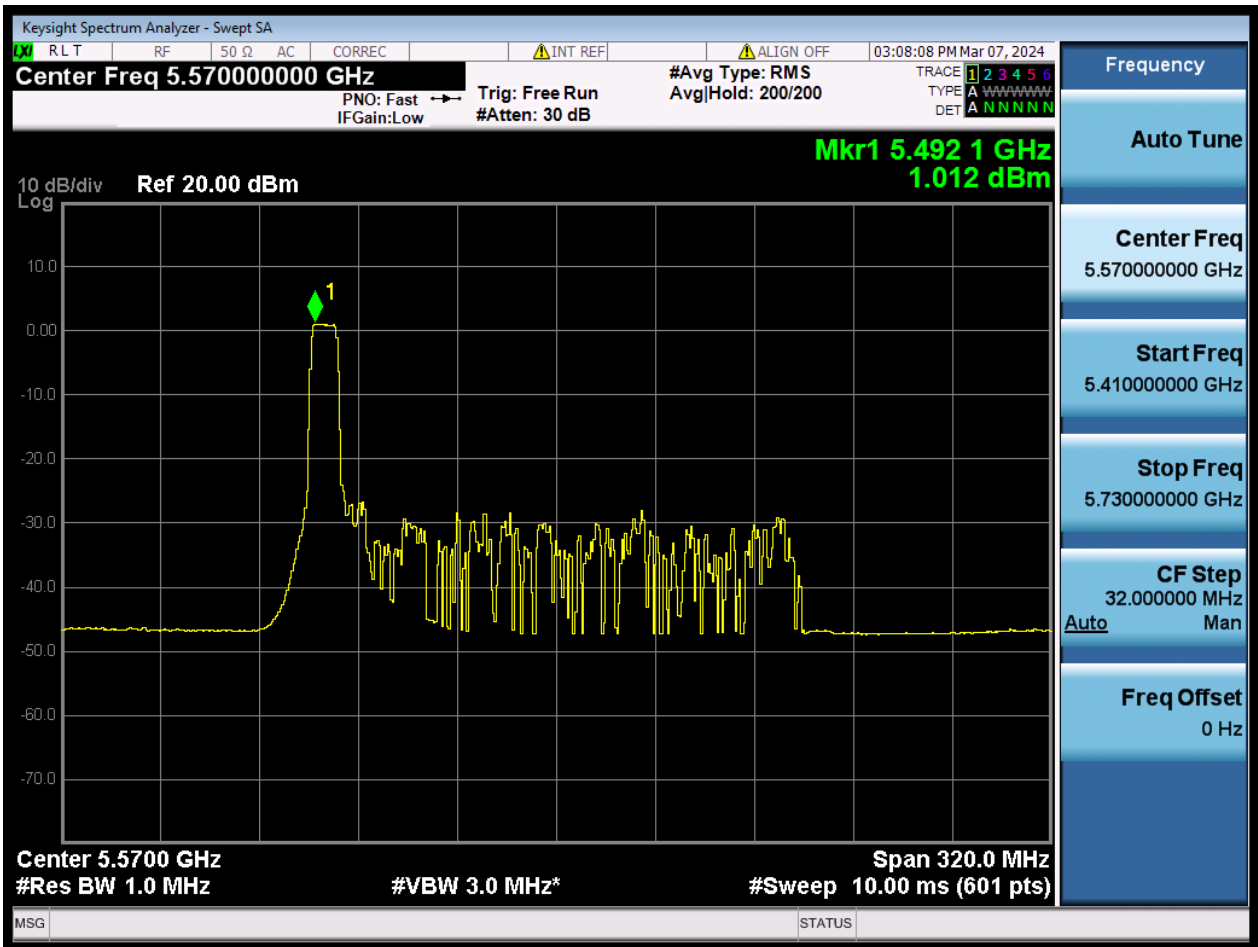 Keysight Spectrum Analyzer - Swept SA
LXI RLT RF 50 Ω AC CORREC INT REF ALIGN OFF 03:08:08 PM Mar 07, 2024
Center Freq 5.570000000 GHz
PNO: Fast
IFGain:Low
Trig: Free Run
#Atten: 30 dB
#Avg Type: RMS
Avg|Hold: 200/200
TRACE 1 2 3 4 5 6
TYPE A WWWWW
DET A N N N N N
Mkr1 5.492 1 GHz
1.012 dBm
10 dB/div Ref 20.00 dBm
Log
10.0
1
0.00
-10.0
-20.0
-30.0
-40.0
-50.0
-60.0
-70.0
Center 5.5700 GHz Span 320.0 MHz
#Res BW 1.0 MHz #VBW 3.0 MHz* #Sweep 10.00 ms (601 pts)
MSG STATUS
Frequency
Auto Tune
Center Freq
5.570000000 GHz
Start Freq
5.410000000 GHz
Stop Freq
5.730000000 GHz
CF Step
32.000000 MHz
Auto Man
Freq Offset
0 Hz